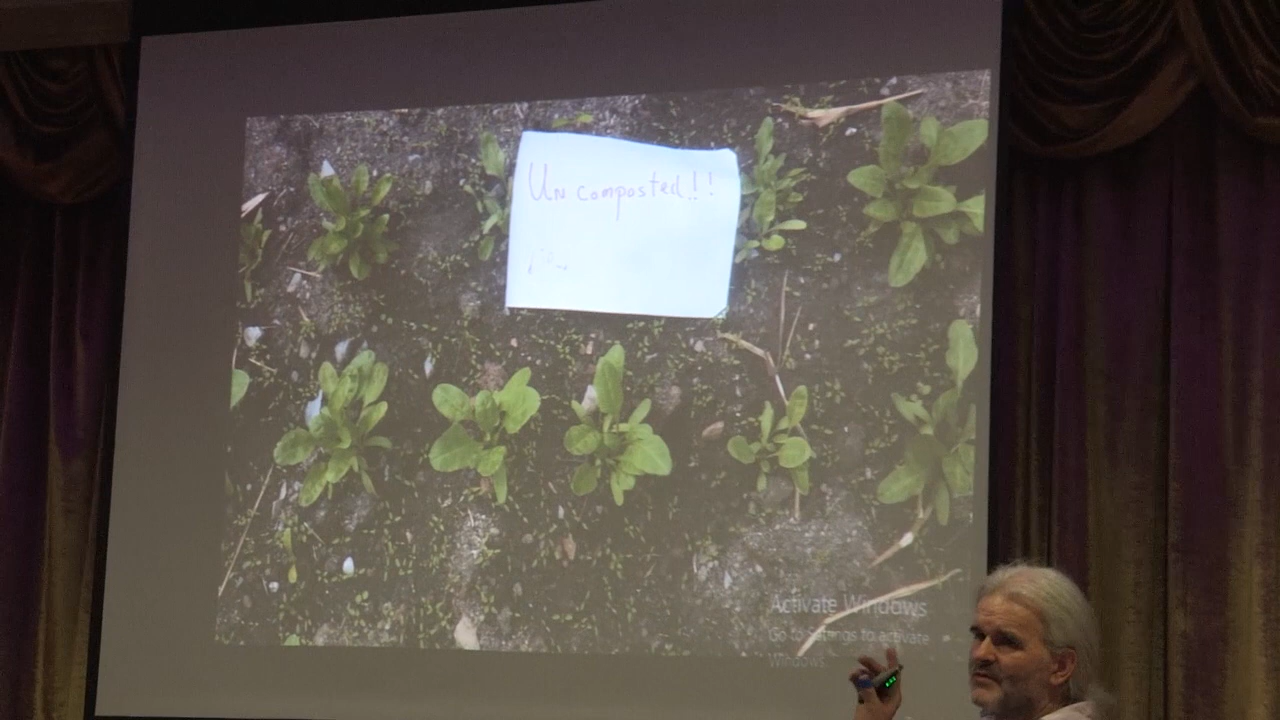 Un composted!!
Activate Windows
Go to Settings to activate
Windows.